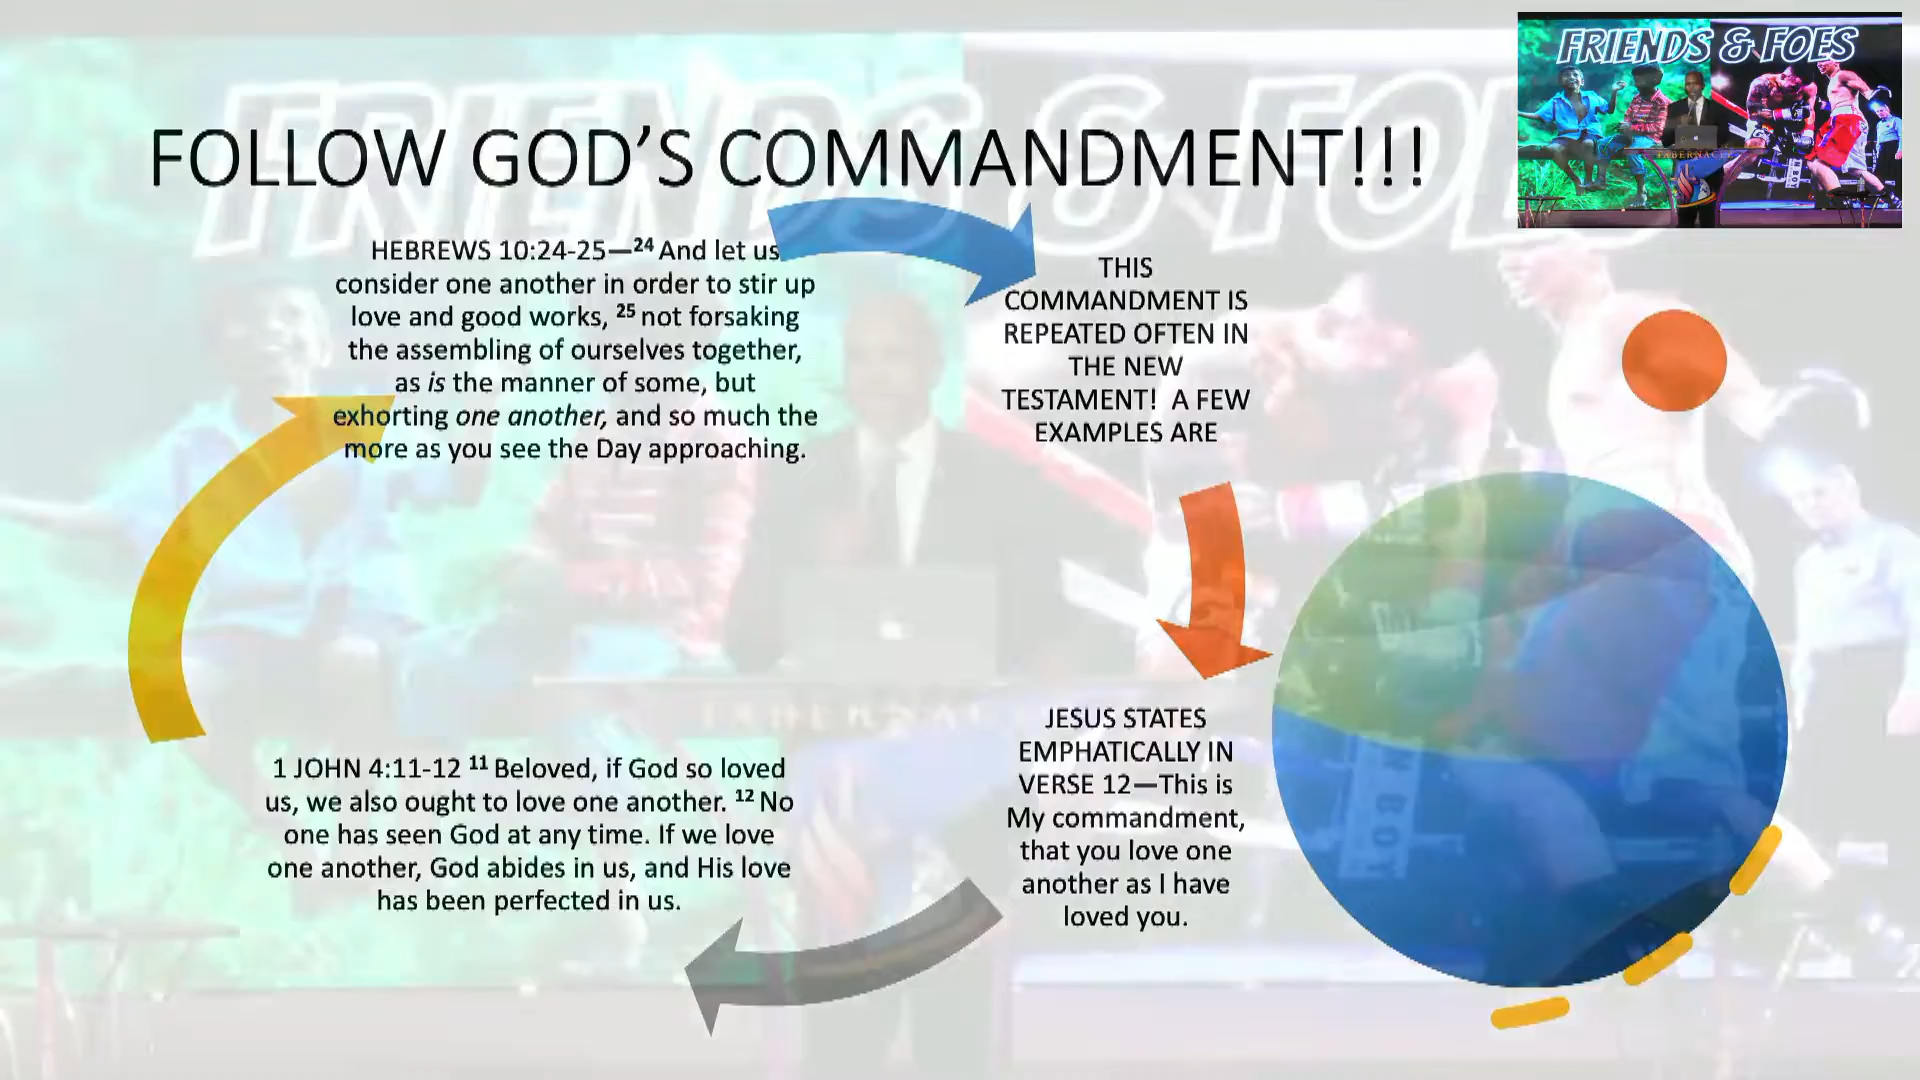 FRIENDS & FOES
FOLLOW GOD'S COMMANDMENT!!!
HEBREWS 10:24-25—24 And let us
consider one another in order to stir up
love and good works, 25 not forsaking
the assembling of ourselves together,
as is the manner of some, but
exhorting one another, and so much the
more as you see the Day approaching.
THIS
COMMANDMENT IS
REPEATED OFTEN IN
THE NEW
TESTAMENT!  A FEW
EXAMPLES ARE
JESUS STATES
EMPHATICALLY IN
VERSE 12—This is
My commandment,
that you love one
another as I have
loved you.
1 JOHN 4:11-12 11 Beloved, if God so loved
us, we also ought to love one another. 12 No
one has seen God at any time. If we love
one another, God abides in us, and His love
has been perfected in us.
FRIENDS & FOES
TABERNACLE